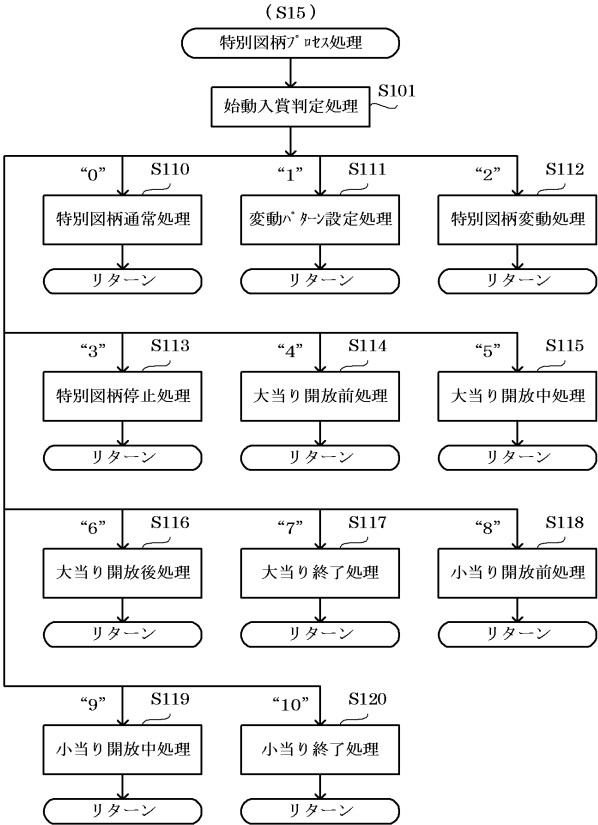 (S15)
特別図柄ﾌﾟﾛｾｽ処理
S101
始動入賞判定処理
“0” S110 “1” S111 “2” S112
特別図柄通常処理 変動ﾊﾟﾀｰﾝ設定処理 特別図柄変動処理
リターン リターン リターン
“3” S113 “4” S114 “5” S115
特別図柄停止処理 大当り開放前処理 大当り開放中処理
リターン リターン リターン
“6” S116 “7” S117 “8” S118
大当り開放後処理 大当り終了処理 小当り開放前処理
リターン リターン リターン
“9” S119 “10” S120
小当り開放中処理 小当り終了処理
リターン リターン